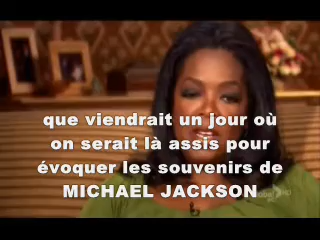 que viendrait un jour où
on serait là assis pour
évoquer les souvenirs de
MICHAEL JACKSON